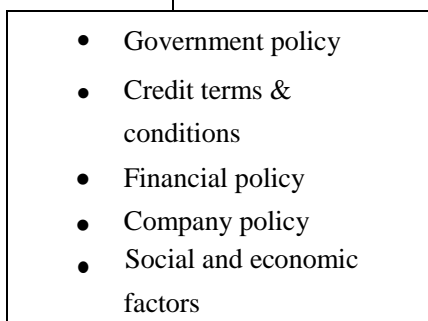 • Government policy
• Credit terms &
conditions
• Financial policy
• Company policy
• Social and economic
factors